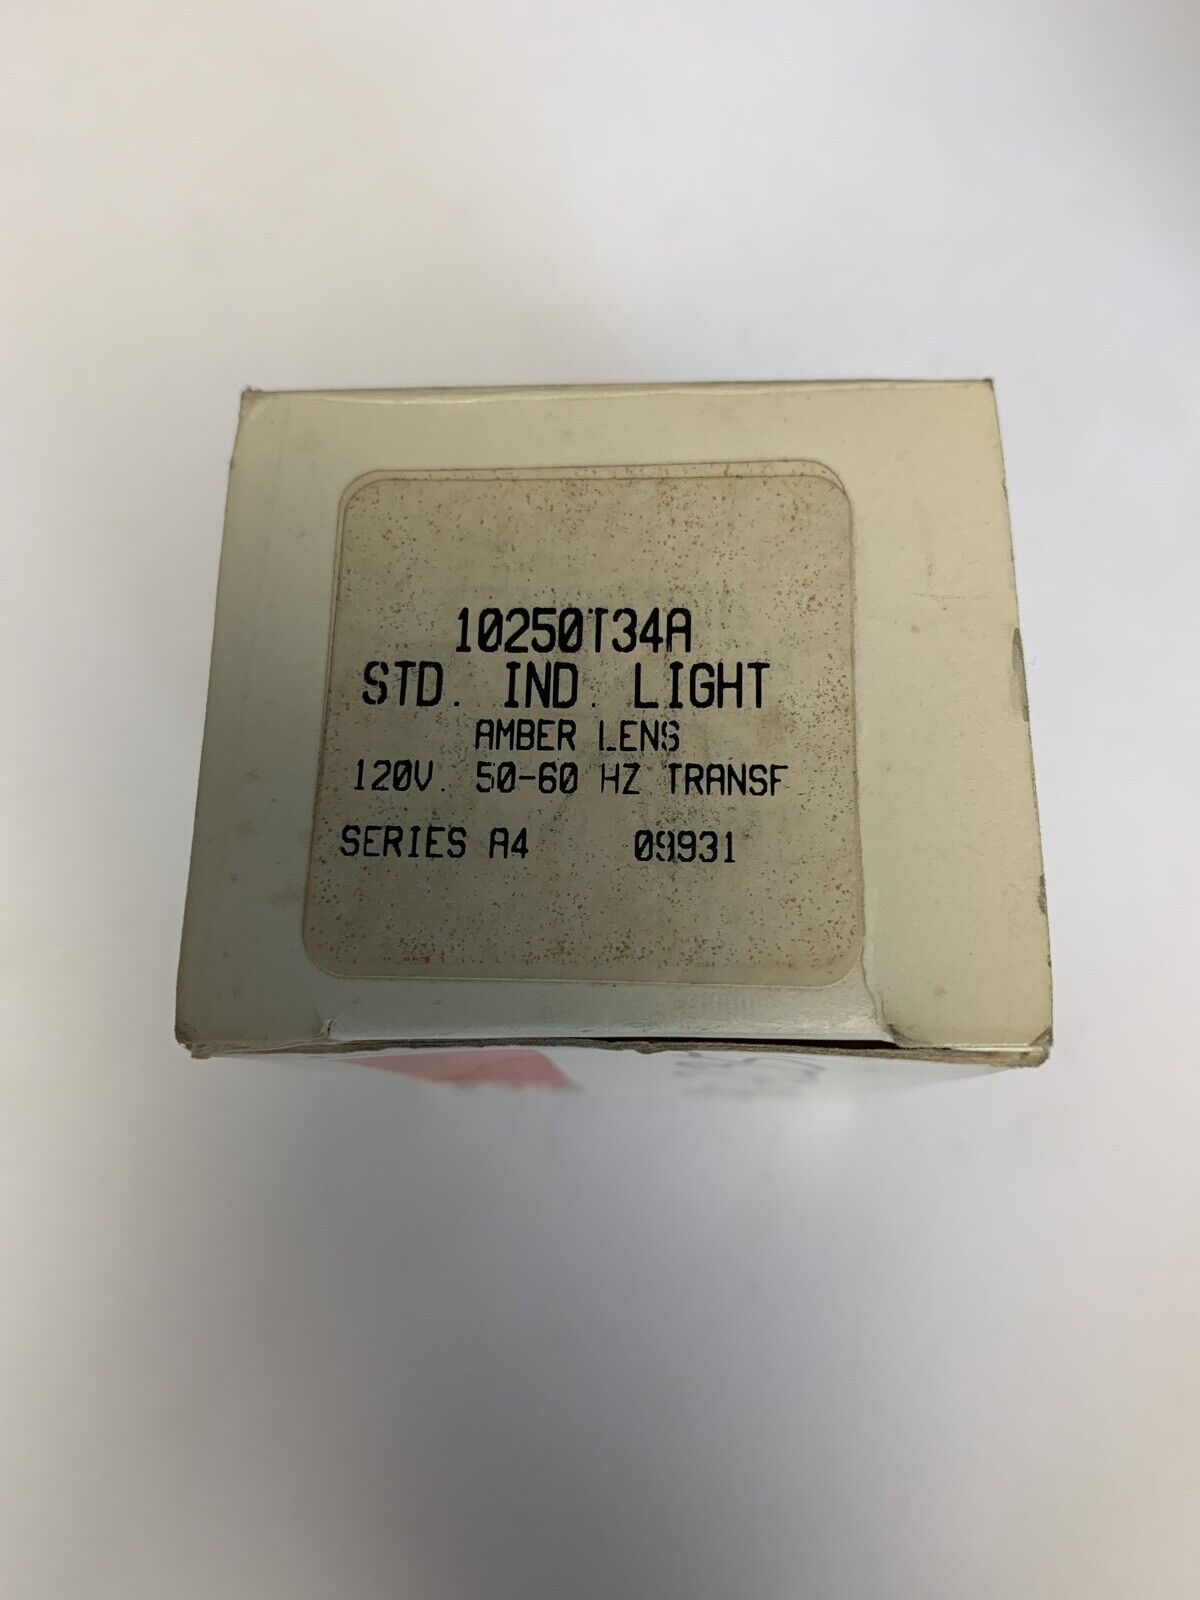 10250T34A
STD. IND. LIGHT
AMBER LENS
120V. 50-60 HZ TRANSF
SERIES A4 09931